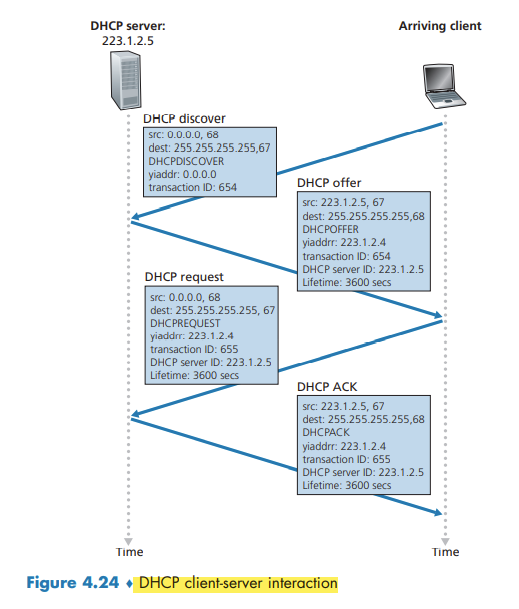 DHCP server:
223.1.2.5
Arriving client
DHCP discover
src: 0.0.0.0, 68
dest: 255.255.255.255,67
DHCPDISCOVER
yiaddr: 0.0.0.0
transaction ID: 654
DHCP offer
src: 223.1.2.5, 67
dest: 255.255.255.255,68
DHCPOFFER
yiaddrr: 223.1.2.4
transaction ID: 654
DHCP server ID: 223.1.2.5
Lifetime: 3600 secs
DHCP request
src: 0.0.0.0, 68
dest: 255.255.255.255, 67
DHCPREQUEST
yiaddrr: 223.1.2.4
transaction ID: 655
DHCP server ID: 223.1.2.5
Lifetime: 3600 secs
DHCP ACK
src: 223.1.2.5, 67
dest: 255.255.255.255,68
DHCPACK
yiaddrr: 223.1.2.4
transaction ID: 655
DHCP server ID: 223.1.2.5
Lifetime: 3600 secs
Time
Time
Figure 4.24 ♦ DHCP client-server interaction